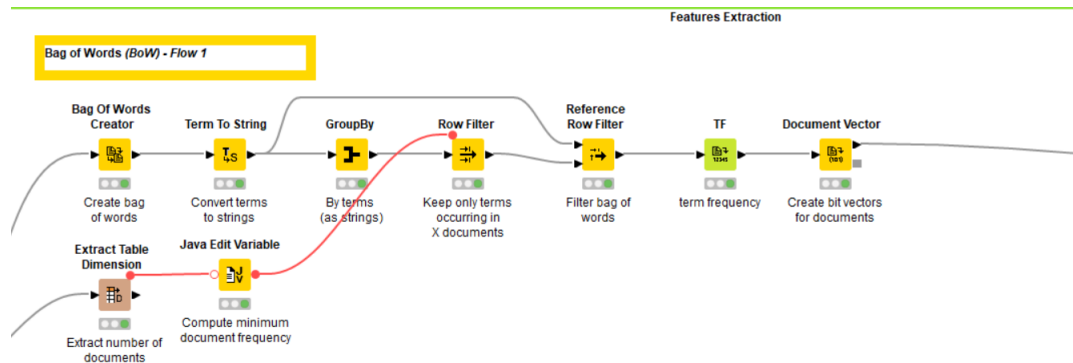 Features Extraction
Bag of Words (BoW) - Flow 1
Bag Of Words
Creator
Term To String
GroupBy
Row Filter
Reference
Row Filter
TF
Document Vector
Create bag
of words
Convert terms
to strings
By terms
(as strings)
Keep only terms
occurring in
X documents
Filter bag of
words
term frequency
Create bit vectors
for documents
Extract Table
Dimension
Java Edit Variable
Extract number of
documents
Compute minimum
document frequency